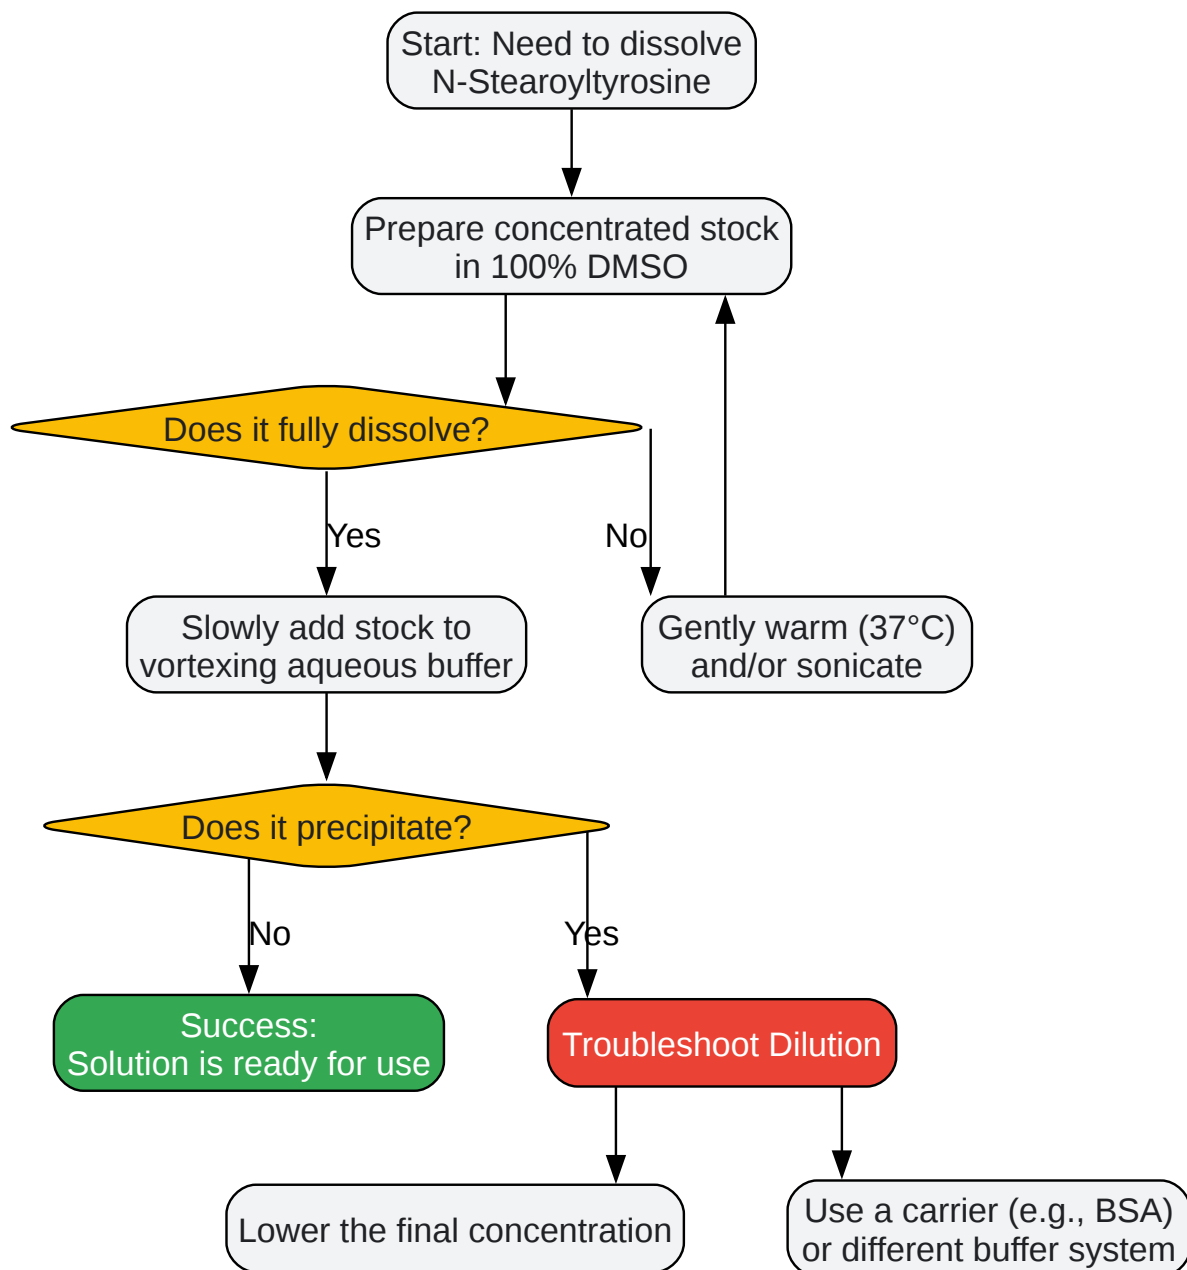 Start: Need to dissolve
N-Stearoyltyrosine
Prepare concentrated stock
in 100% DMSO
Does it fully dissolve?
Yes
No
Slowly add stock to
vortexing aqueous buffer
Gently warm (37°C)
and/or sonicate
Does it precipitate?
No
Yes
Success:
Solution is ready for use
Troubleshoot Dilution
Lower the final concentration
Use a carrier (e.g., BSA)
or different buffer system